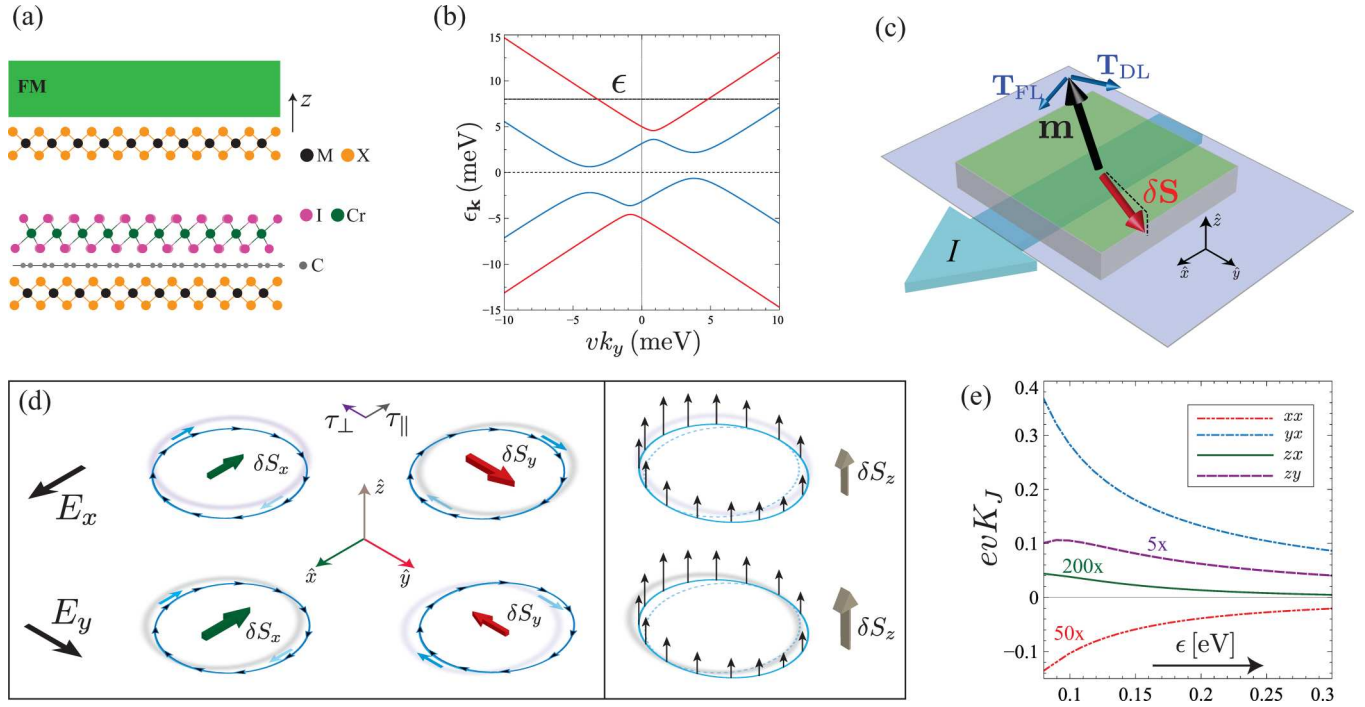 (a)
FM
z
M X
I Cr
C
(b)
15
10
5
0
−5
−10
−15
ϵ
ϵ_k (meV)
−10 −5 0 5 10
vk_y (meV)
(c)
T_FL
T_DL
m
δS
I
ẑ
x̂
ŷ
(d)
τ_⊥ τ_∥
E_x
δS_x
δS_y
δS_z
ẑ
x̂
ŷ
E_y
δS_x
δS_y
δS_z
(e)
0.4
0.3
0.2
0.1
0
−0.1
evK_J
xx
yx
zx
zy
5x
200x
50x
ϵ [eV]
0.1 0.15 0.2 0.25 0.3